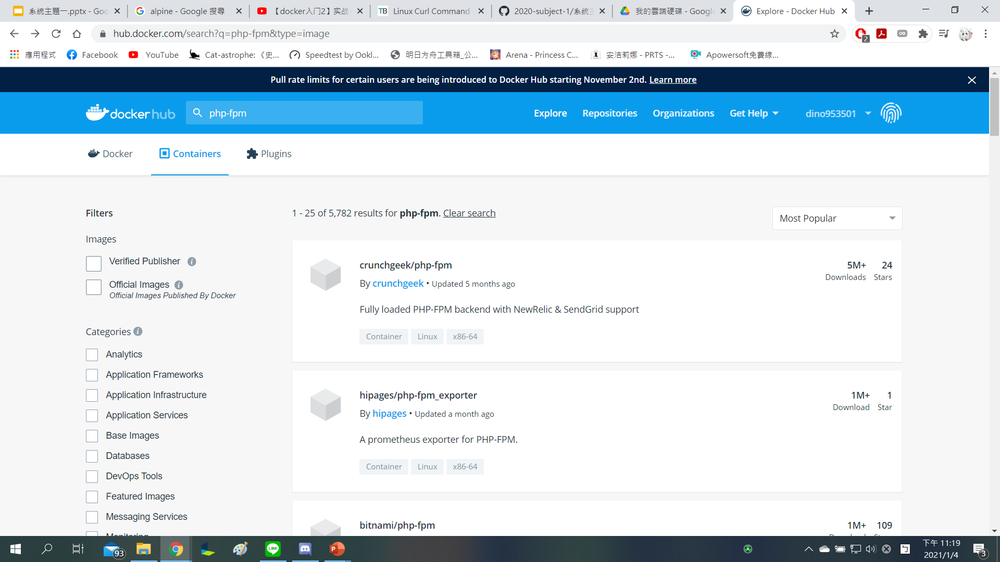 系統主題一.pptx - Goo
alpine - Google 搜尋
【docker入门2】实战
Linux Curl Command
2020-subject-1/系統主
我的雲端硬碟 - Google
Explore - Docker Hub
hub.docker.com/search?q=php-fpm&type=image
2
應用程式
Facebook
YouTube
Cat-astrophe:《史...
Speedtest by Ookl...
明日方舟工具箱_公...
Arena - Princess C...
安洁莉娜 - PRTS -...
Apowersoft免費線...
Pull rate limits for certain users are being introduced to Docker Hub starting November 2nd. Learn more
docker hub
php-fpm
Explore
Repositories
Organizations
Get Help
dino953501
Docker
Containers
Plugins
Filters
1 - 25 of 5,782 results for php-fpm. Clear search
Most Popular
Images
Verified Publisher
Official Images
Official Images Published By Docker
Categories
Analytics
Application Frameworks
Application Infrastructure
Application Services
Base Images
Databases
DevOps Tools
Featured Images
Messaging Services
Monitoring
crunchgeek/php-fpm
5M+ 24
Downloads Stars
By crunchgeek • Updated 5 months ago
Fully loaded PHP-FPM backend with NewRelic & SendGrid support
Container Linux x86-64
hipages/php-fpm_exporter
1M+ 1
Download Star
By hipages • Updated a month ago
A prometheus exporter for PHP-FPM.
Container Linux x86-64
bitnami/php-fpm
1M+ 109
93
LINE
下午 11:19
2021/1/4
3